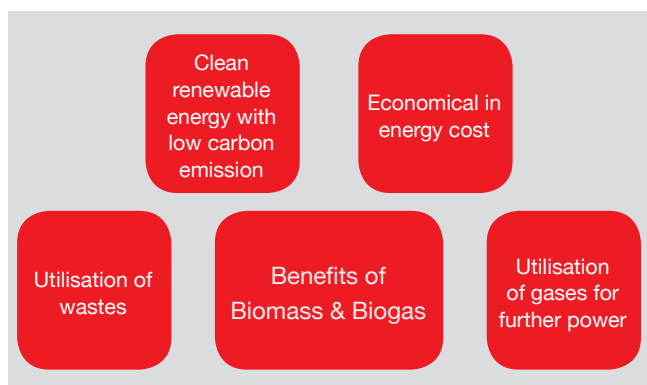 Clean
renewable
energy with
low carbon
emission
Economical in
energy cost
Utilisation of
wastes
Benefits of
Biomass & Biogas
Utilisation
of gases for
further power